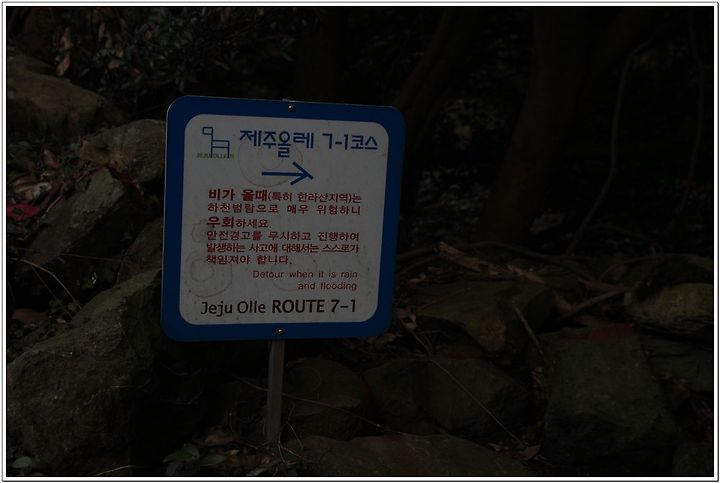 제주올레 7-1코스
비가 올때(특히 한라산지역)는
하천범람으로 매우 위험하니
우회하세요.
안전경고를 무시하고 진행하여
발생하는 사고에 대해서는 스스로가
책임져야 합니다.
Detour when it is rain
and flooding
Jeju Olle ROUTE 7-1